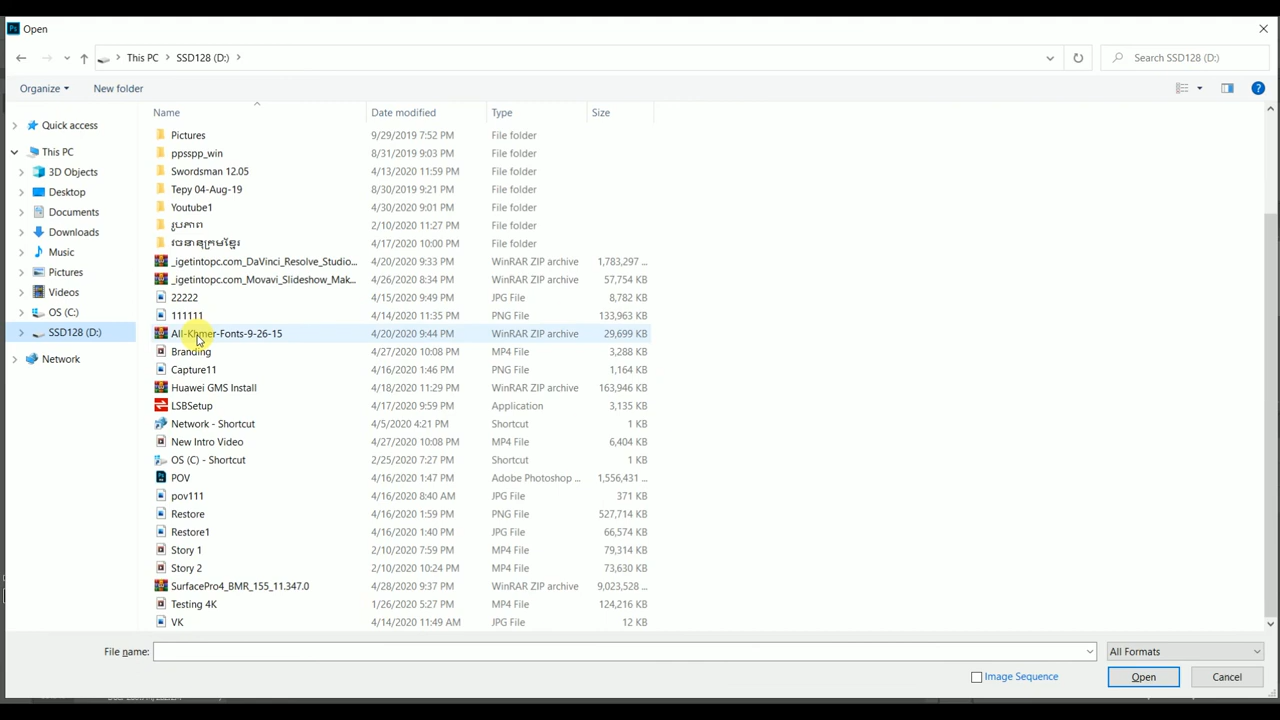 Ps Open
This PC > SSD128 (D:) >
Search SSD128 (D:)
Organize
New folder
Name Date modified Type Size
Quick access
This PC
3D Objects
Desktop
Documents
Downloads
Music
Pictures
Videos
OS (C:)
SSD128 (D:)
Network
Pictures 9/29/2019 7:52 PM File folder
ppsspp_win 8/31/2019 9:03 PM File folder
Swordsman 12.05 4/13/2020 11:59 PM File folder
Tepy 04-Aug-19 8/30/2019 9:21 PM File folder
Youtube1 4/30/2020 9:01 PM File folder
រូបភាព 2/10/2020 11:27 PM File folder
វចនានុក្រមខ្មែរ 4/17/2020 10:00 PM File folder
_igetintopc.com_DaVinci_Resolve_Studio... 4/20/2020 9:33 PM WinRAR ZIP archive 1,783,297 ...
_igetintopc.com_Movavi_Slideshow_Mak... 4/26/2020 8:34 PM WinRAR ZIP archive 57,754 KB
22222 4/15/2020 9:49 PM JPG File 8,782 KB
111111 4/14/2020 11:35 PM PNG File 133,963 KB
All-Khmer-Fonts-9-26-15 4/20/2020 9:44 PM WinRAR ZIP archive 29,699 KB
Branding 4/27/2020 10:08 PM MP4 File 3,288 KB
Capture11 4/16/2020 1:46 PM PNG File 1,164 KB
Huawei GMS Install 4/18/2020 11:29 PM WinRAR ZIP archive 163,946 KB
LSBSetup 4/17/2020 9:59 PM Application 3,135 KB
Network - Shortcut 4/5/2020 4:21 PM Shortcut 1 KB
New Intro Video 4/27/2020 10:08 PM MP4 File 6,404 KB
OS (C) - Shortcut 2/25/2020 7:27 PM Shortcut 1 KB
POV 4/16/2020 1:47 PM Adobe Photoshop ... 1,556,431 ...
pov111 4/16/2020 8:40 AM JPG File 371 KB
Restore 4/16/2020 1:59 PM PNG File 527,714 KB
Restore1 4/16/2020 1:40 PM JPG File 66,574 KB
Story 1 2/10/2020 7:59 PM MP4 File 79,314 KB
Story 2 2/10/2020 10:24 PM MP4 File 73,630 KB
SurfacePro4_BMR_155_11.347.0 4/28/2020 9:37 PM WinRAR ZIP archive 9,023,528 ...
Testing 4K 1/26/2020 5:27 PM MP4 File 124,216 KB
VK 4/14/2020 11:49 AM JPG File 12 KB
File name:
All Formats
Image Sequence
Open
Cancel